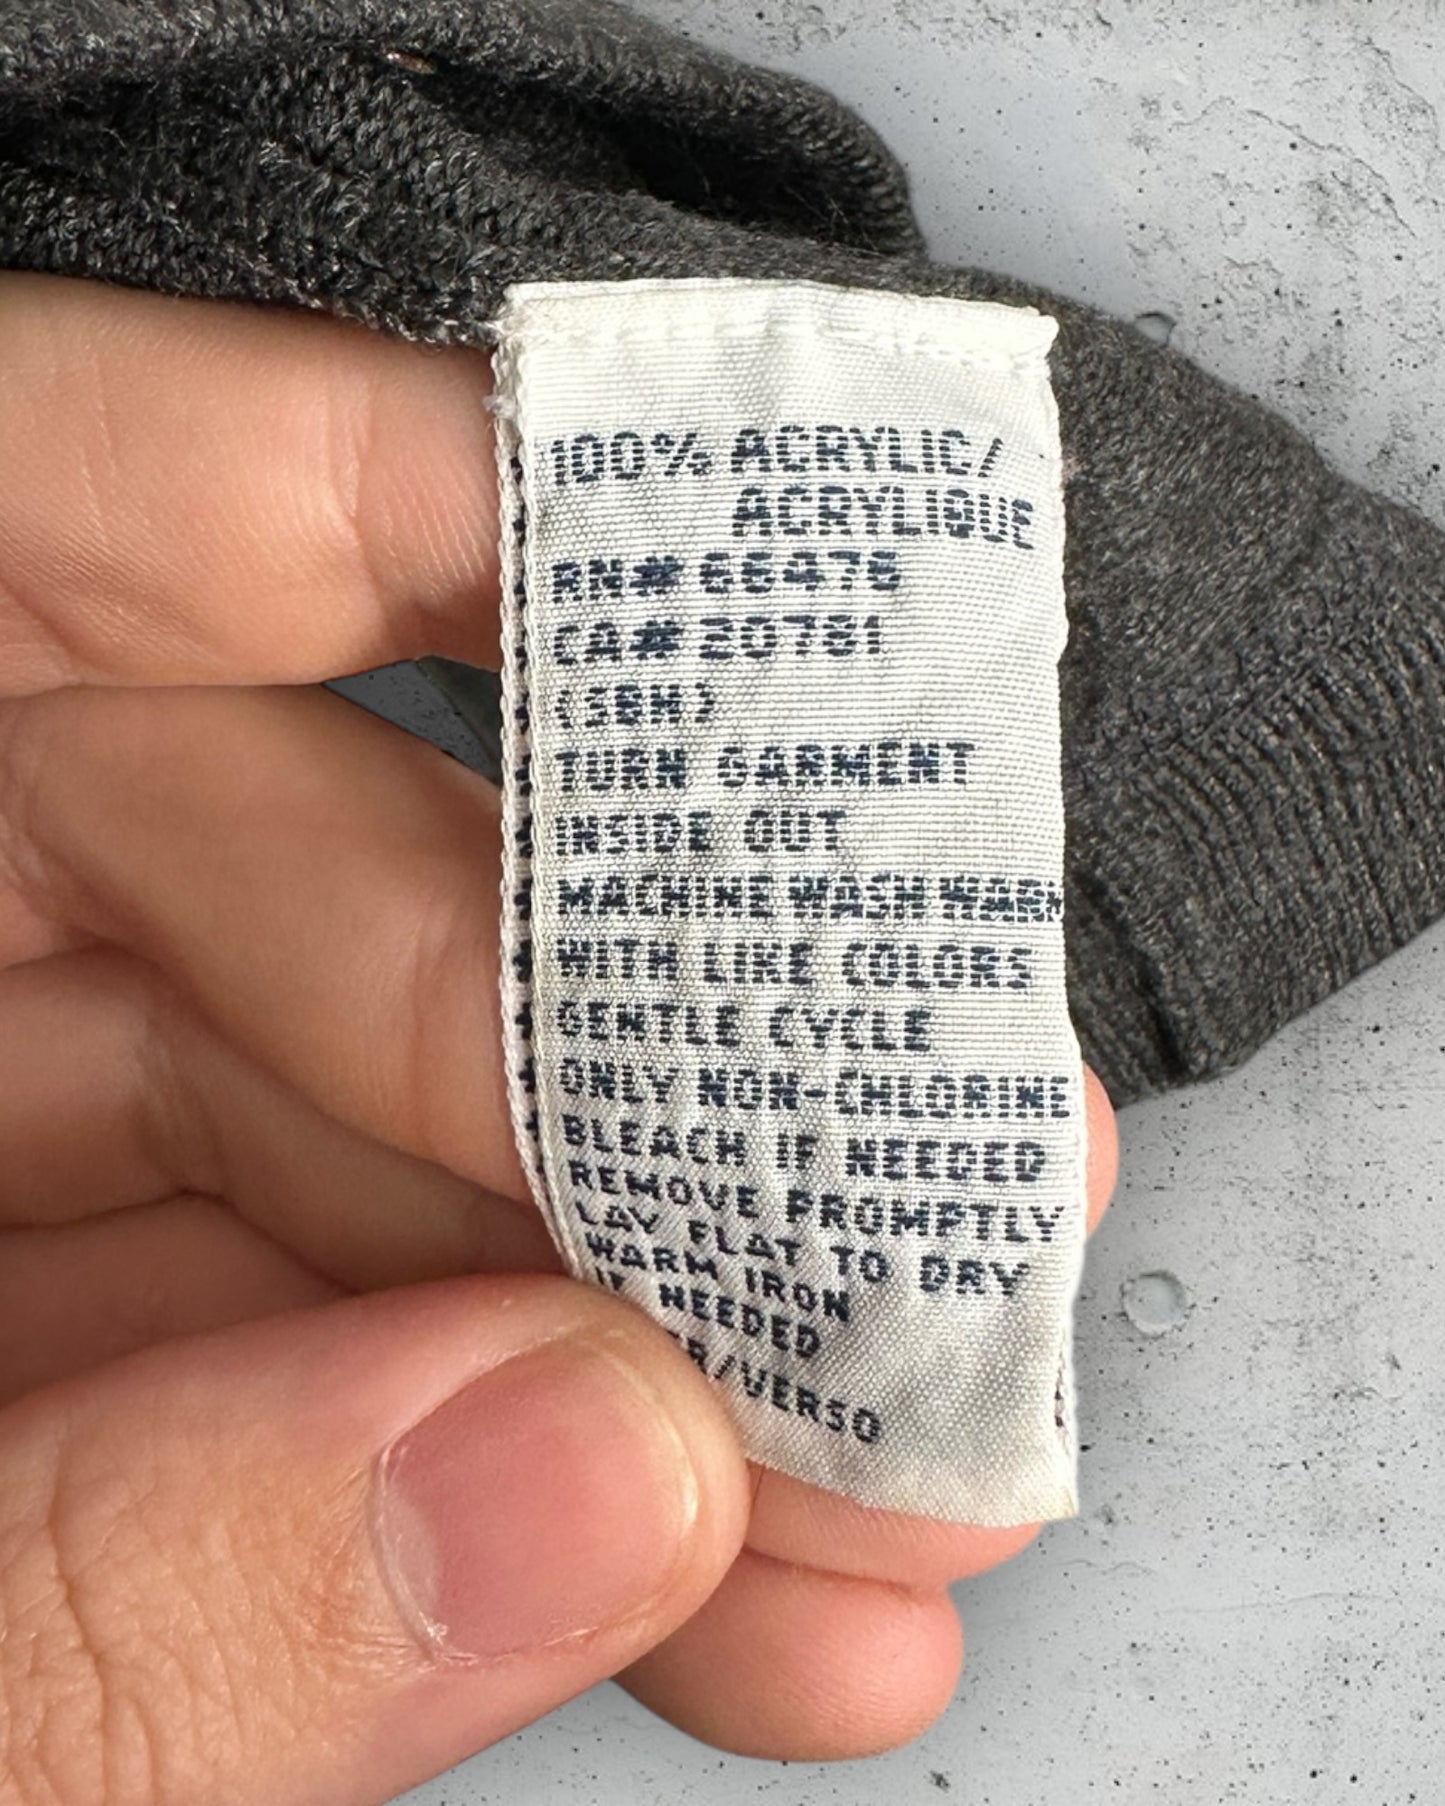 100% ACRYLIC/
ACRYLIQUE
RN# 66476
CA# 20781
(SBH)
TURN GARMENT
INSIDE OUT
MACHINE WASH WARM
WITH LIKE COLORS
GENTLE CYCLE
ONLY NON-CHLORINE
BLEACH IF NEEDED
REMOVE PROMPTLY
LAY FLAT TO DRY
WARM IRON
IF NEEDED
/VERSO